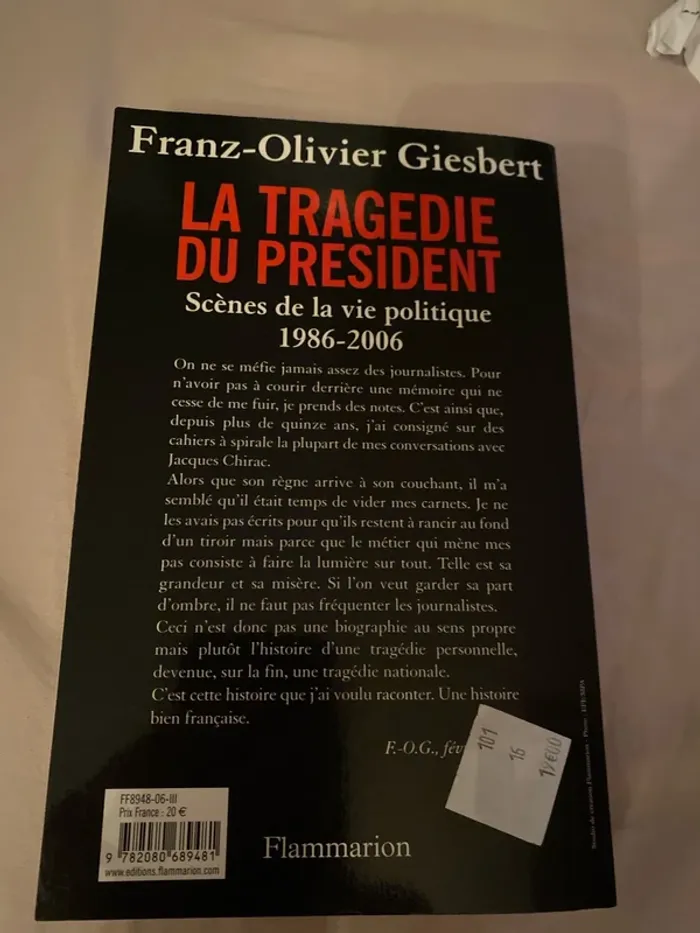 Franz-Olivier Giesbert
LA TRAGEDIE
DU PRESIDENT
Scènes de la vie politique
1986-2006
On ne se méfie jamais assez des journalistes. Pour
n'avoir pas à courir derrière une mémoire qui ne
cesse de me fuir, je prends des notes. C'est ainsi que,
depuis plus de quinze ans, j'ai consigné sur des
cahiers à spirale la plupart de mes conversations avec
Jacques Chirac.
Alors que son règne arrive à son couchant, il m'a
semblé qu'il était temps de vider mes carnets. Je ne
les avais pas écrits pour qu'ils restent à rancir au fond
d'un tiroir mais parce que le métier qui mène mes
pas consiste à faire la lumière sur tout. Telle est sa
grandeur et sa misère. Si l'on veut garder sa part
d'ombre, il ne faut pas fréquenter les journalistes.
Ceci n'est donc pas une biographie au sens propre
mais plutôt l'histoire d'une tragédie personnelle,
devenue, sur la fin, une tragédie nationale.
C'est cette histoire que j'ai voulu raconter. Une histoire
bien française.
F.-O.G., fév
101
16
1€00
FF8948-06-III
Prix France : 20 €
9 782080 689481
www.editions.flammarion.com
Flammarion
Studio de création Flammarion - Photo : EPE/MPA